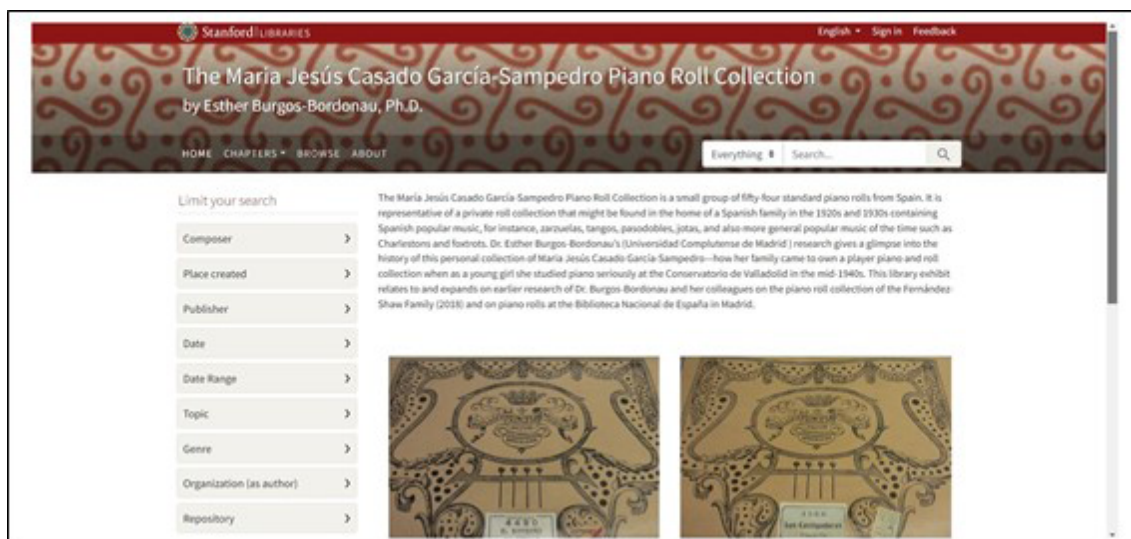 Stanford LIBRARIES
English Sign in Feedback
The Maria Jesús Casado García-Sampedro Piano Roll Collection
by Esther Burgos-Bordonau, Ph.D.
HOME CHAPTERS BROWSE ABOUT
Everything Search...
Limit your search
Composer
Place created
Publisher
Date
Date Range
Topic
Genre
Organization (as author)
Repository
The María Jesús Casado García-Sampedro Piano Roll Collection is a small group of fifty-four standard piano rolls from Spain. It is
representative of a private roll collection that might be found in the home of a Spanish family in the 1920s and 1930s containing
Spanish popular music, for instance, zarzuelas, tangos, pasodobles, jotas, and also more general popular music of the time such as
Charlestons and foxtrots. Dr. Esther Burgos-Bordonau's (Universidad Complutense de Madrid ) research gives a glimpse into the
history of this personal collection of Maria Jesús Casado García-Sampedro—how her family came to own a player piano and roll
collection when as a young girl she studied piano seriously at the Conservatorio de Valladolid in the mid-1940s. This library exhibit
relates to and expands on earlier research of Dr. Burgos-Bordonau and her colleagues on the piano roll collection of the Fernández-
Shaw Family (2018) and on piano rolls at the Biblioteca Nacional de España in Madrid.